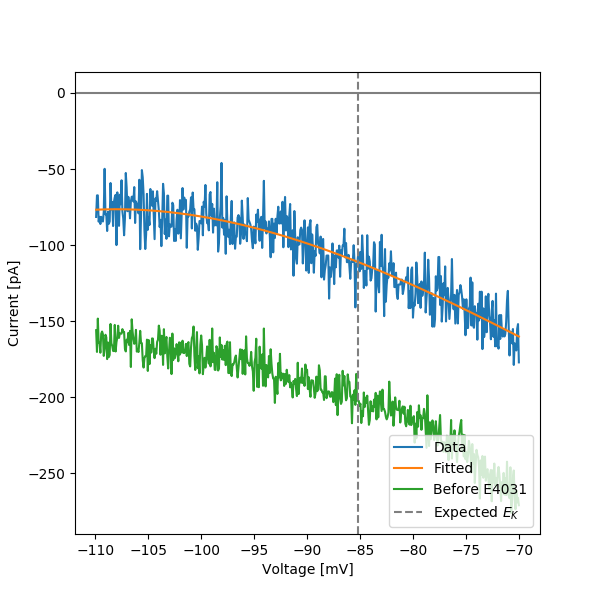 0
−50
−100
−150
−200
−250
Current [pA]
Data
Fitted
Before E4031
Expected E_K
−110
−105
−100
−95
−90
−85
−80
−75
−70
Voltage [mV]